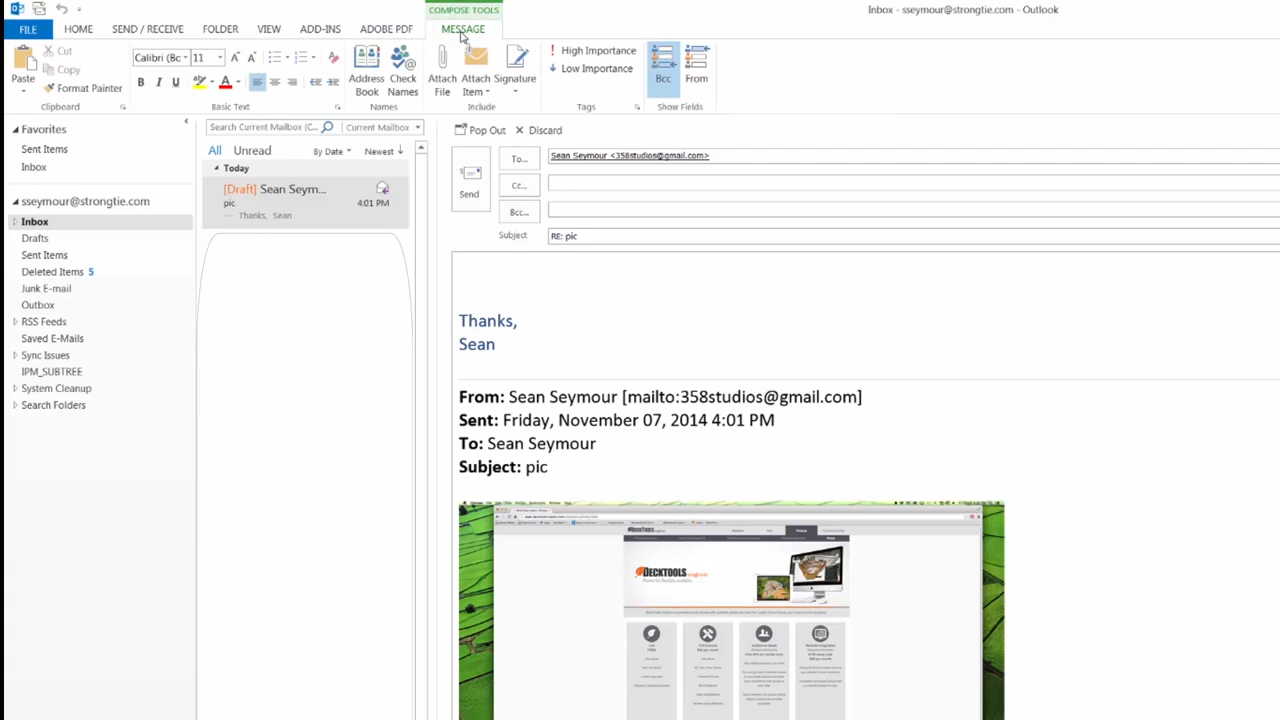 COMPOSE TOOLS
Inbox - sseymour@strongtie.com - Outlook
FILE HOME SEND / RECEIVE FOLDER VIEW ADD-INS ADOBE PDF MESSAGE
Paste
Cut
Copy
Format Painter
Clipboard
Calibri (Bc 11
B I U
Basic Text
Address Book
Check Names
Names
Attach File
Attach Item
Signature
Include
High Importance
Low Importance
Tags
Bcc
From
Show Fields
Favorites
Sent Items
Inbox
sseymour@strongtie.com
Inbox
Drafts
Sent Items
Deleted Items 5
Junk E-mail
Outbox
RSS Feeds
Saved E-Mails
Sync Issues
IPM_SUBTREE
System Cleanup
Search Folders
Search Current Mailbox (C... Current Mailbox
All Unread By Date Newest
Today
[Draft] Sean Seym...
pic 4:01 PM
Thanks, Sean
Pop Out Discard
Send
To... Sean Seymour <358studios@gmail.com>
Cc...
Bcc...
Subject RE: pic
Thanks,
Sean
From: Sean Seymour [mailto:358studios@gmail.com]
Sent: Friday, November 07, 2014 4:01 PM
To: Sean Seymour
Subject: pic
DECKTOOLS